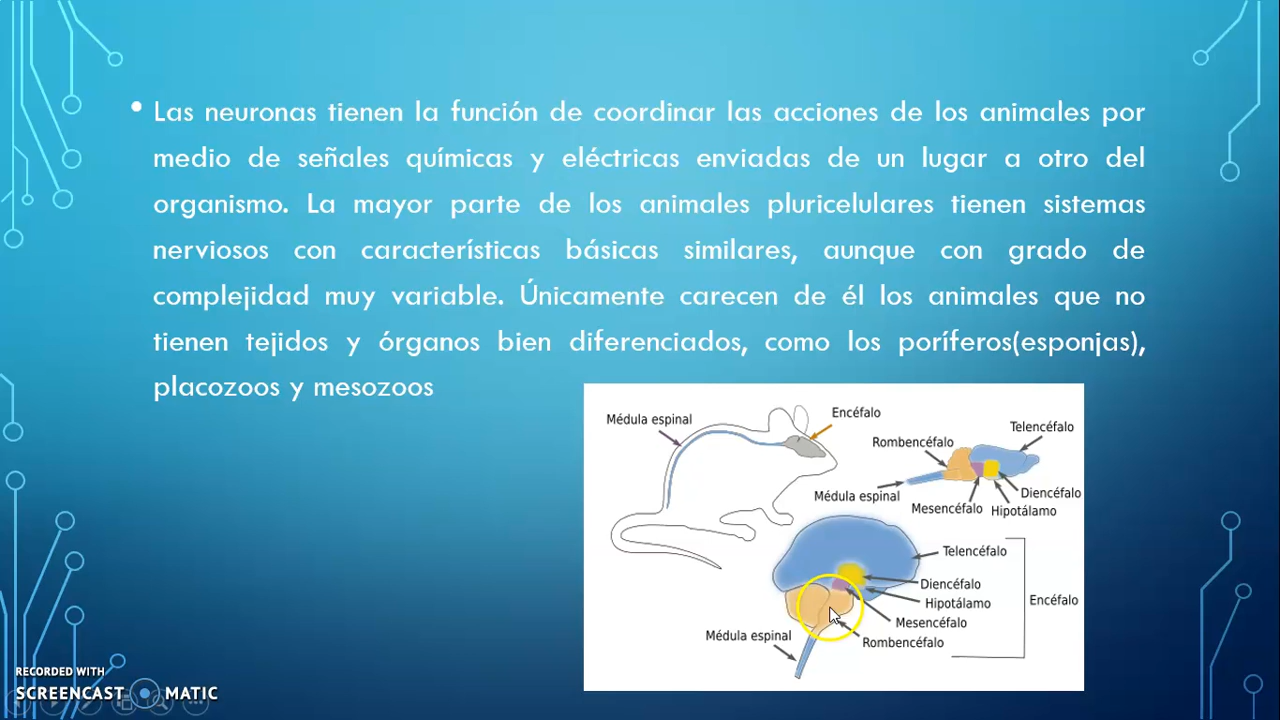 • Las neuronas tienen la función de coordinar las acciones de los animales por
medio de señales químicas y eléctricas enviadas de un lugar a otro del
organismo. La mayor parte de los animales pluricelulares tienen sistemas
nerviosos con características básicas similares, aunque con grado de
complejidad muy variable. Únicamente carecen de él los animales que no
tienen tejidos y órganos bien diferenciados, como los poríferos(esponjas),
placozoos y mesozoos
Médula espinal
Encéfalo
Telencéfalo
Rombencéfalo
Médula espinal
Diencéfalo
Mesencéfalo
Hipotálamo
Telencéfalo
Diencéfalo
Hipotálamo
Encéfalo
Mesencéfalo
Médula espinal
Rombencéfalo
RECORDED WITH
SCREENCAST MATIC